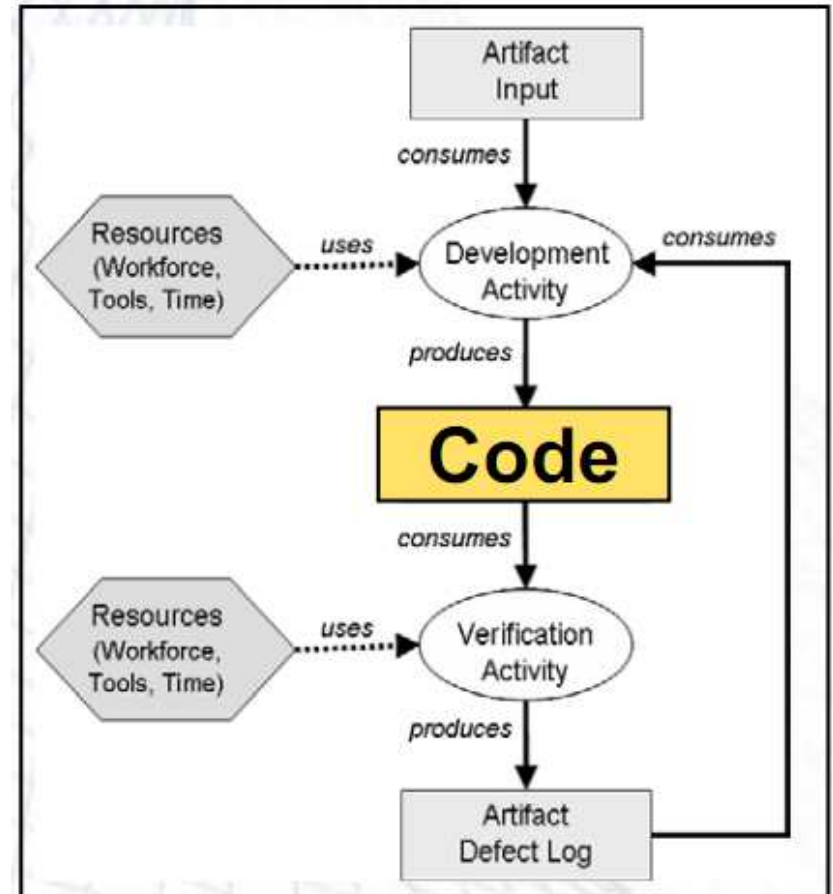 Artifact
Input
consumes
Resources
(Workforce,
Tools, Time)
uses
Development
Activity
consumes
produces
Code
consumes
Resources
(Workforce,
Tools, Time)
uses
Verification
Activity
produces
Artifact
Defect Log